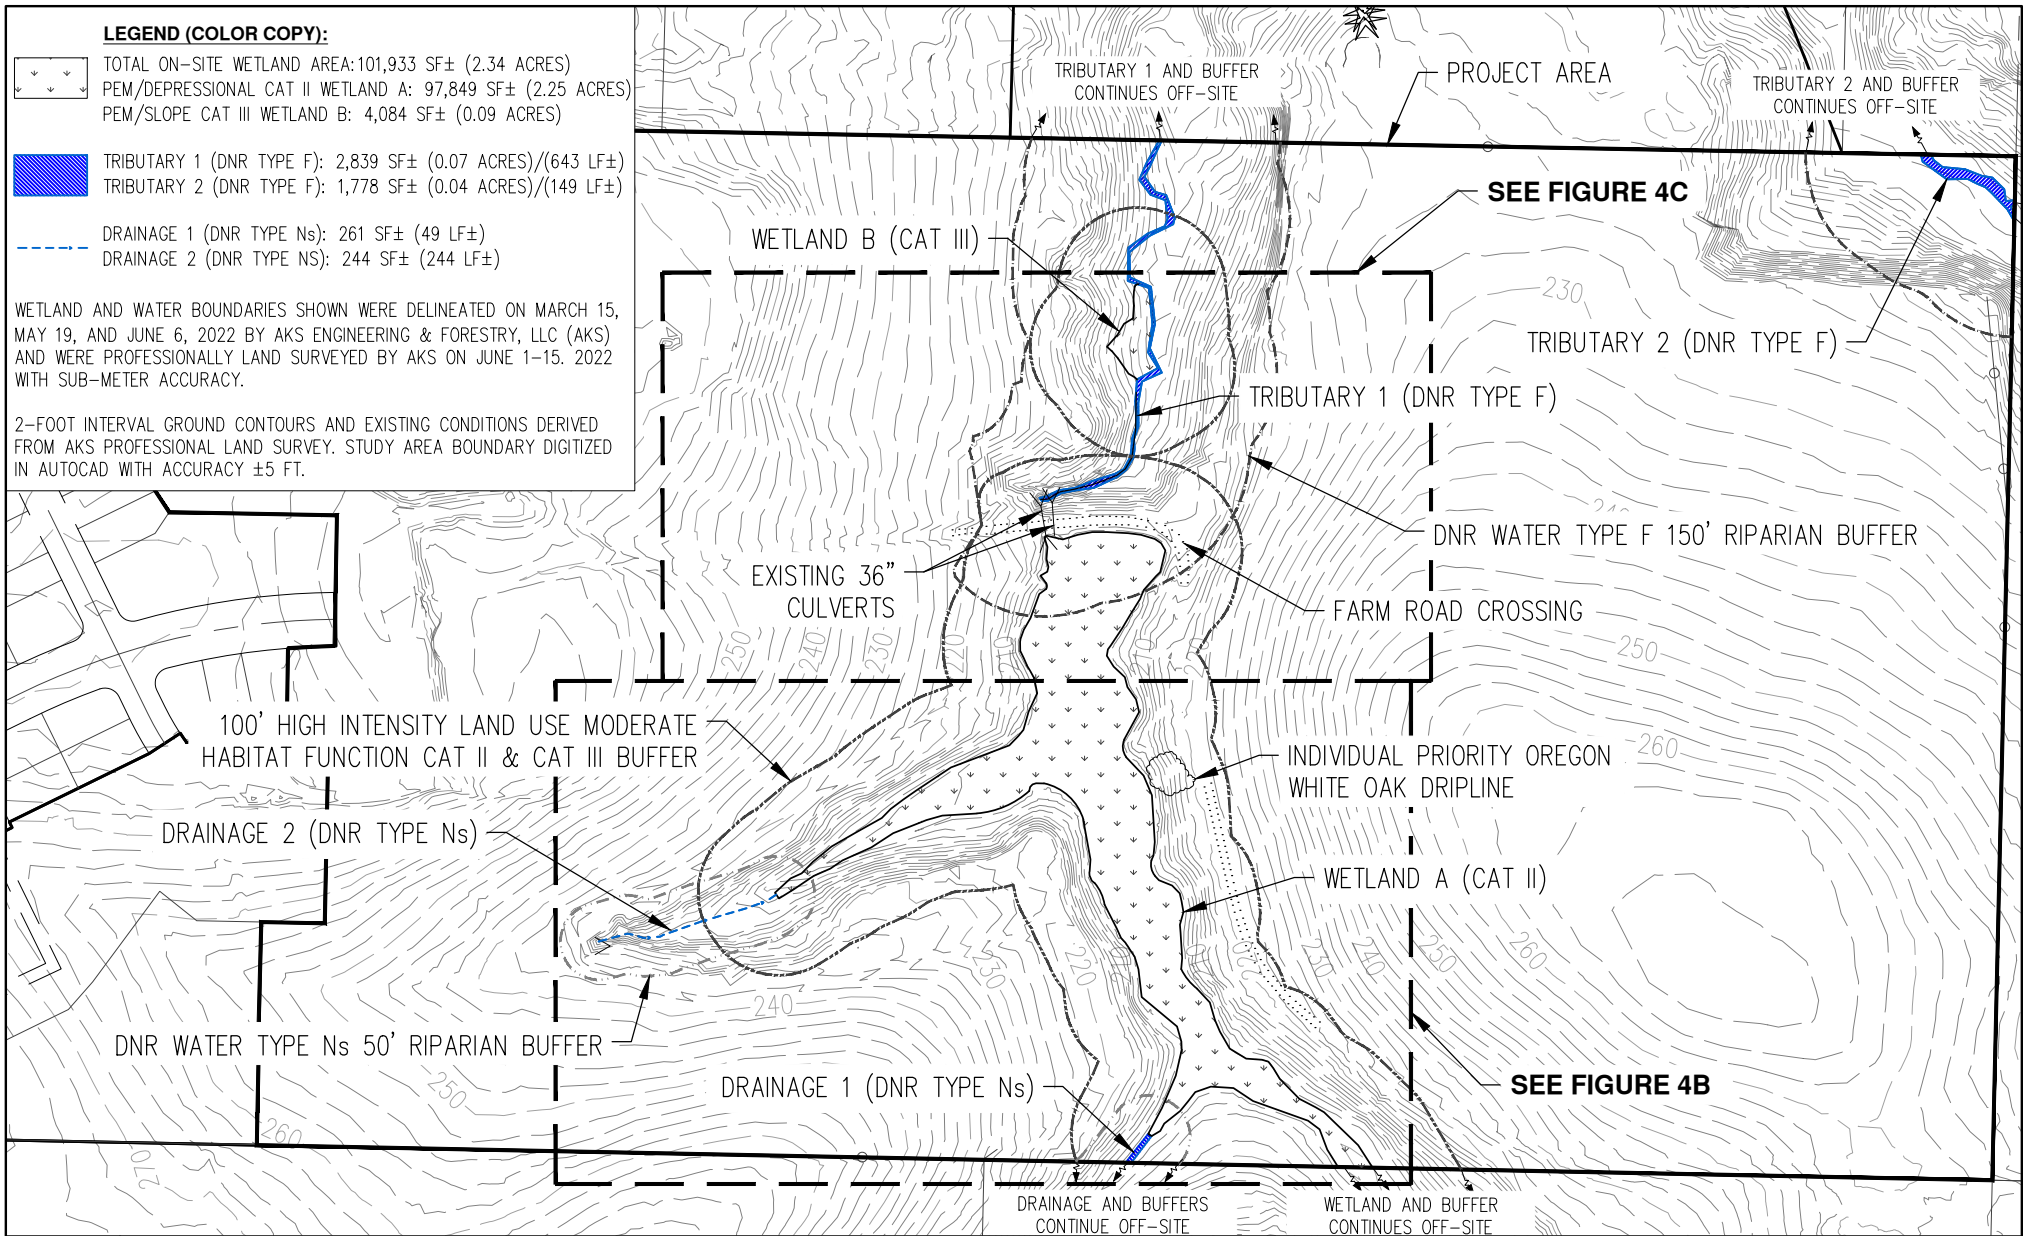 LEGEND (COLOR COPY):
TOTAL ON-SITE WETLAND AREA: 101,933 SF± (2.34 ACRES)
PEM/DEPRESSIONAL CAT II WETLAND A: 97,849 SF± (2.25 ACRES)
PEM/SLOPE CAT III WETLAND B: 4,084 SF± (0.09 ACRES)
TRIBUTARY 1 (DNR TYPE F): 2,839 SF± (0.07 ACRES)/(643 LF±)
TRIBUTARY 2 (DNR TYPE F): 1,778 SF± (0.04 ACRES)/(149 LF±)
DRAINAGE 1 (DNR TYPE Ns): 261 SF± (49 LF±)
DRAINAGE 2 (DNR TYPE NS): 244 SF± (244 LF±)
WETLAND AND WATER BOUNDARIES SHOWN WERE DELINEATED ON MARCH 15,
MAY 19, AND JUNE 6, 2022 BY AKS ENGINEERING & FORESTRY, LLC (AKS)
AND WERE PROFESSIONALLY LAND SURVEYED BY AKS ON JUNE 1-15. 2022
WITH SUB-METER ACCURACY.
2-FOOT INTERVAL GROUND CONTOURS AND EXISTING CONDITIONS DERIVED
FROM AKS PROFESSIONAL LAND SURVEY. STUDY AREA BOUNDARY DIGITIZED
IN AUTOCAD WITH ACCURACY ±5 FT.
TRIBUTARY 1 AND BUFFER
CONTINUES OFF-SITE
PROJECT AREA
TRIBUTARY 2 AND BUFFER
CONTINUES OFF-SITE
SEE FIGURE 4C
WETLAND B (CAT III)
230
TRIBUTARY 2 (DNR TYPE F)
TRIBUTARY 1 (DNR TYPE F)
DNR WATER TYPE F 150' RIPARIAN BUFFER
EXISTING 36"
CULVERTS
FARM ROAD CROSSING
250
240
230
220
210
250
260
100' HIGH INTENSITY LAND USE MODERATE
HABITAT FUNCTION CAT II & CAT III BUFFER
INDIVIDUAL PRIORITY OREGON
WHITE OAK DRIPLINE
DRAINAGE 2 (DNR TYPE Ns)
WETLAND A (CAT II)
230
220
220
230
240
250
260
240
DNR WATER TYPE Ns 50' RIPARIAN BUFFER
250
DRAINAGE 1 (DNR TYPE Ns)
SEE FIGURE 4B
260
270
DRAINAGE AND BUFFERS
CONTINUE OFF-SITE
WETLAND AND BUFFER
CONTINUES OFF-SITE